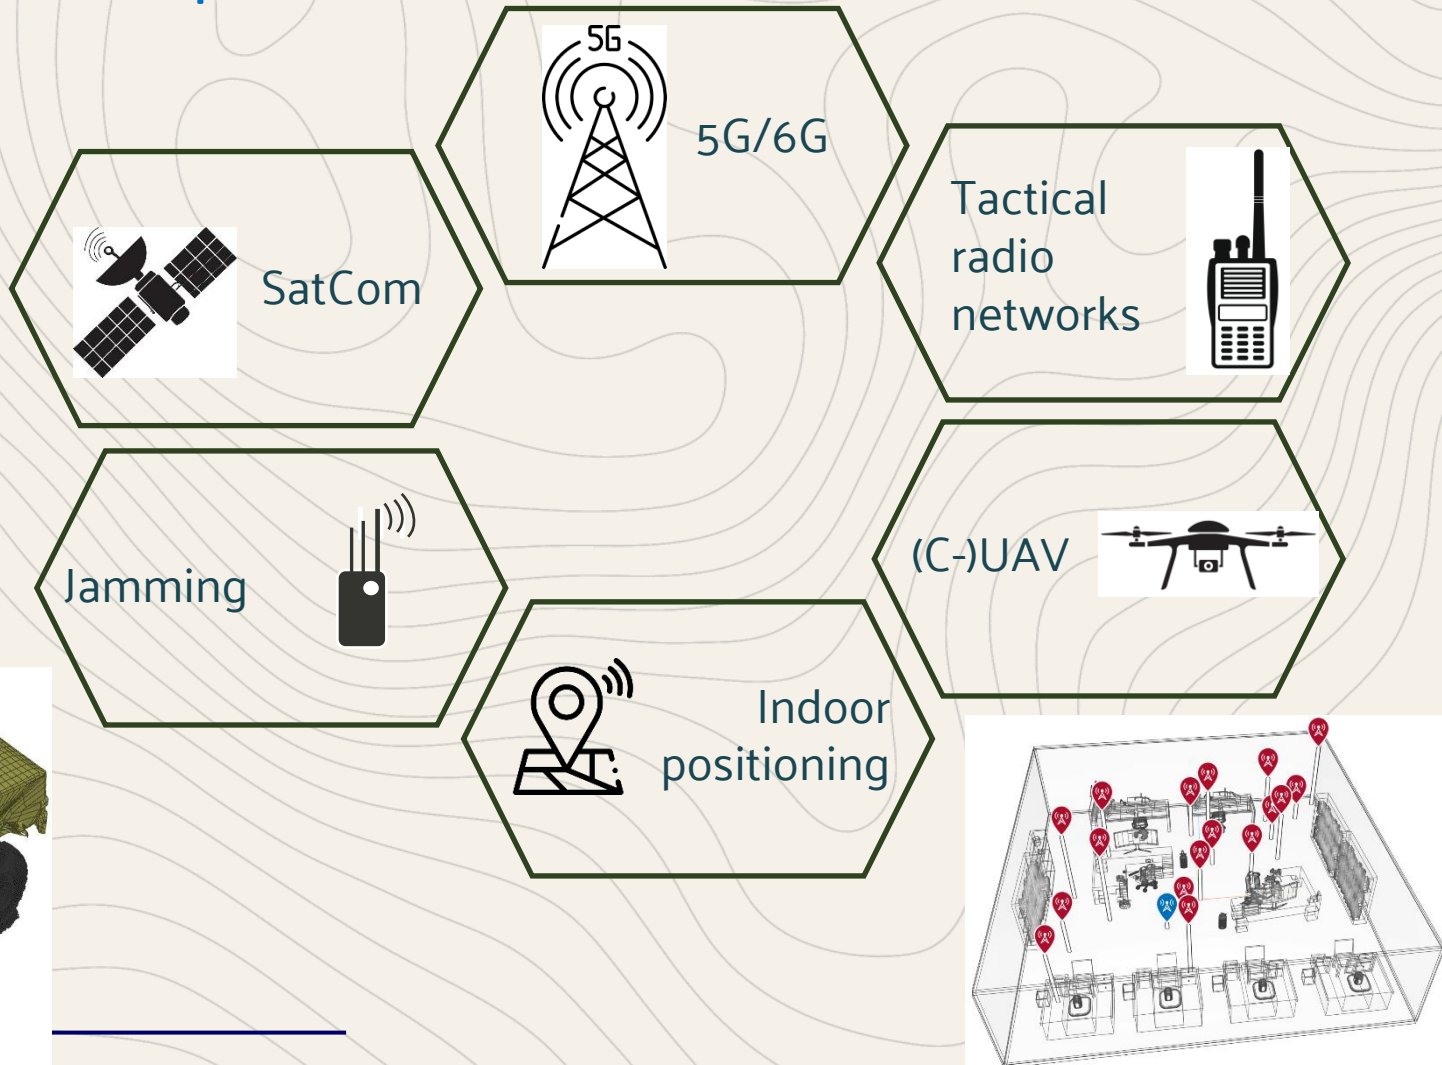 5G
5G/6G
Tactical
radio
networks
SatCom
(C-)UAV
Jamming
Indoor
positioning